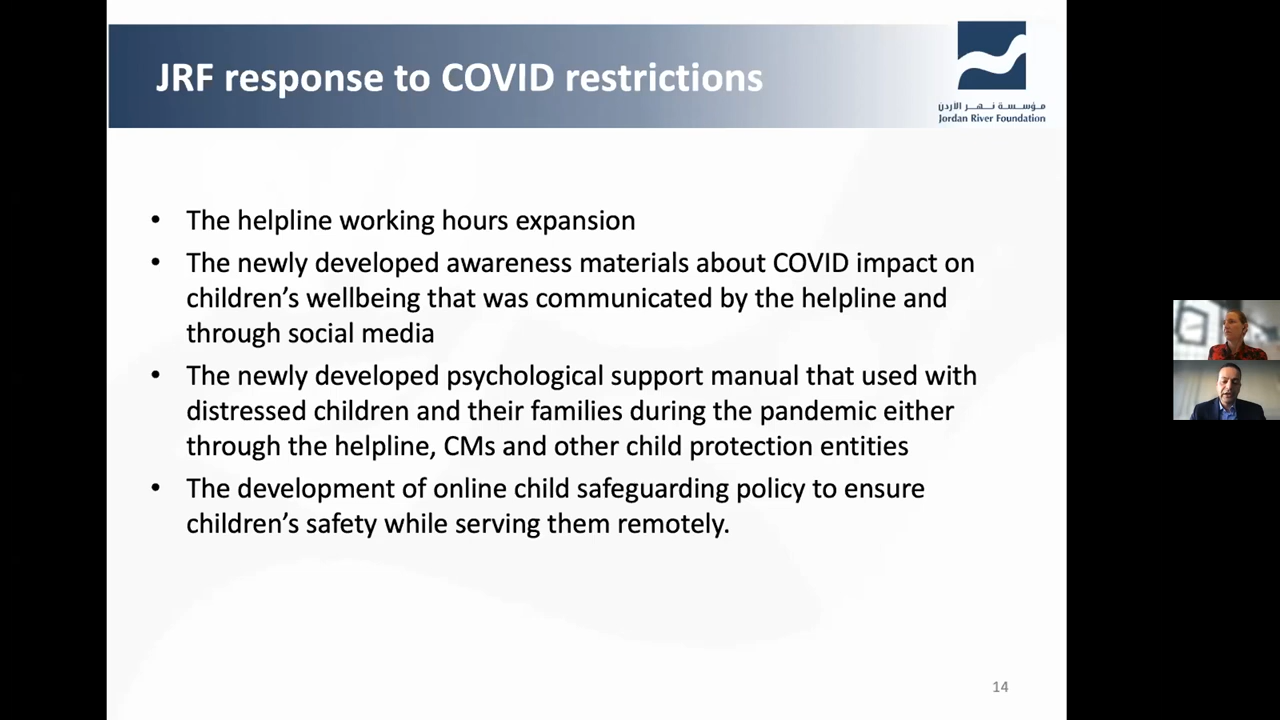 JRF response to COVID restrictions
مؤسسة نهر الأردن
Jordan River Foundation
• The helpline working hours expansion
• The newly developed awareness materials about COVID impact on
children’s wellbeing that was communicated by the helpline and
through social media
• The newly developed psychological support manual that used with
distressed children and their families during the pandemic either
through the helpline, CMs and other child protection entities
• The development of online child safeguarding policy to ensure
children’s safety while serving them remotely.
14